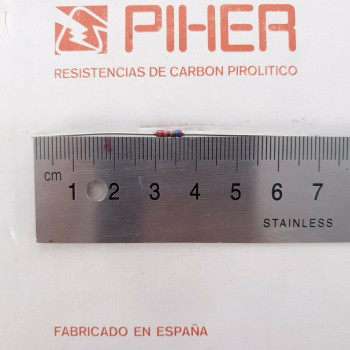 PIHER
RESISTENCIAS DE CARBON PIROLITICO
cm 1 2 3 4 5 6 7
STAINLESS
FABRICADO EN ESPAÑA